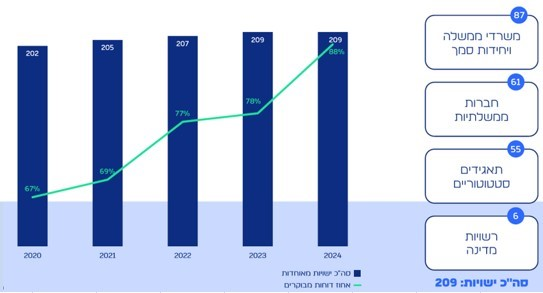 202
205
207
209
209
67%
69%
77%
78%
88%
2020
2021
2022
2023
2024
סה"כ ישויות מאוחדות
אחוז דוחות מבוקרים
87
משרדי ממשלה
ויחידות סמך
61
חברות
ממשלתיות
55
תאגידים
סטטוטוריים
6
רשויות
מדינה
סה"כ ישויות: 209